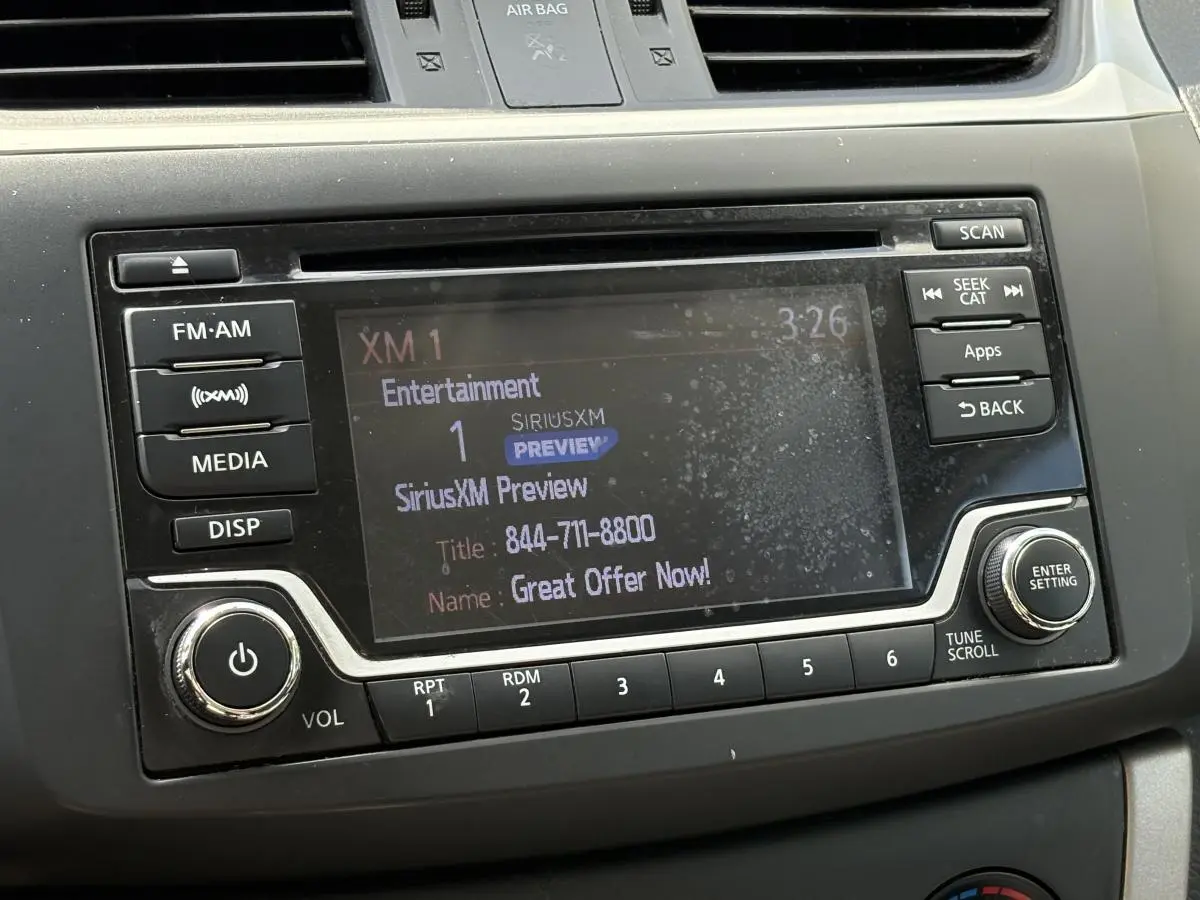 AIR BAG
SCAN
FM·AM
SEEK
CAT
XM
Apps
BACK
MEDIA
DISP
XM 1
3:26
Entertainment
1
SIRIUSXM
PREVIEW
SiriusXM Preview
Title : 844-711-8800
Name : Great Offer Now!
ENTER
SETTING
TUNE
SCROLL
VOL
RPT
1
RDM
2
3
4
5
6